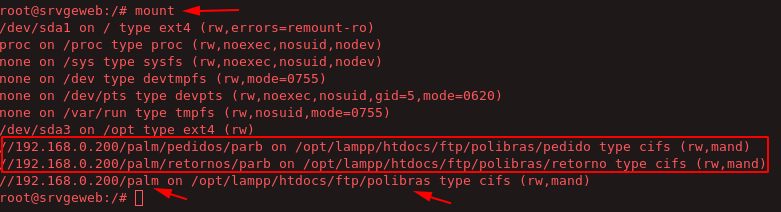 root@srvgeweb:/# mount
/dev/sda1 on / type ext4 (rw,errors=remount-ro)
proc on /proc type proc (rw,noexec,nosuid,nodev)
none on /sys type sysfs (rw,noexec,nosuid,nodev)
none on /dev type devtmpfs (rw,mode=0755)
none on /dev/pts type devpts (rw,noexec,nosuid,gid=5,mode=0620)
none on /var/run type tmpfs (rw,nosuid,mode=0755)
/dev/sda3 on /opt type ext4 (rw)
//192.168.0.200/palm/pedidos/parb on /opt/lampp/htdocs/ftp/polibras/pedido type cifs (rw,mand)
//192.168.0.200/palm/retornos/parb on /opt/lampp/htdocs/ftp/polibras/retorno type cifs (rw,mand)
//192.168.0.200/palm on /opt/lampp/htdocs/ftp/polibras type cifs (rw,mand)
root@srvgeweb:/#